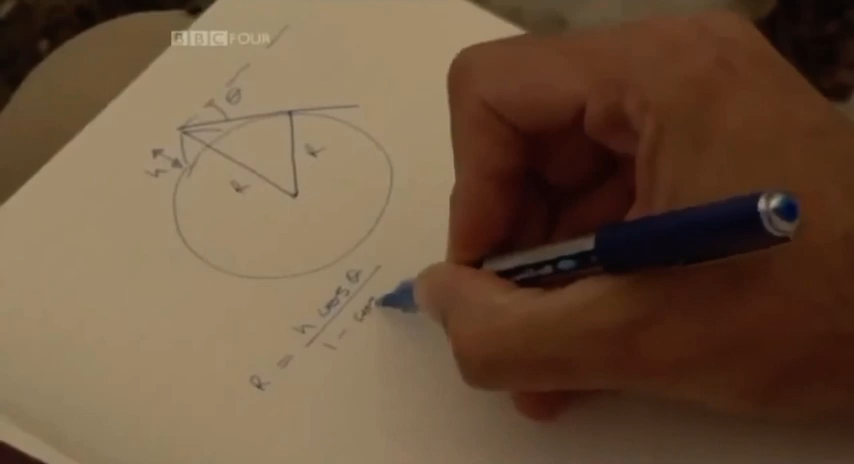 BBC FOUR
θ
h
R
R
R = h cos θ
1 - cos